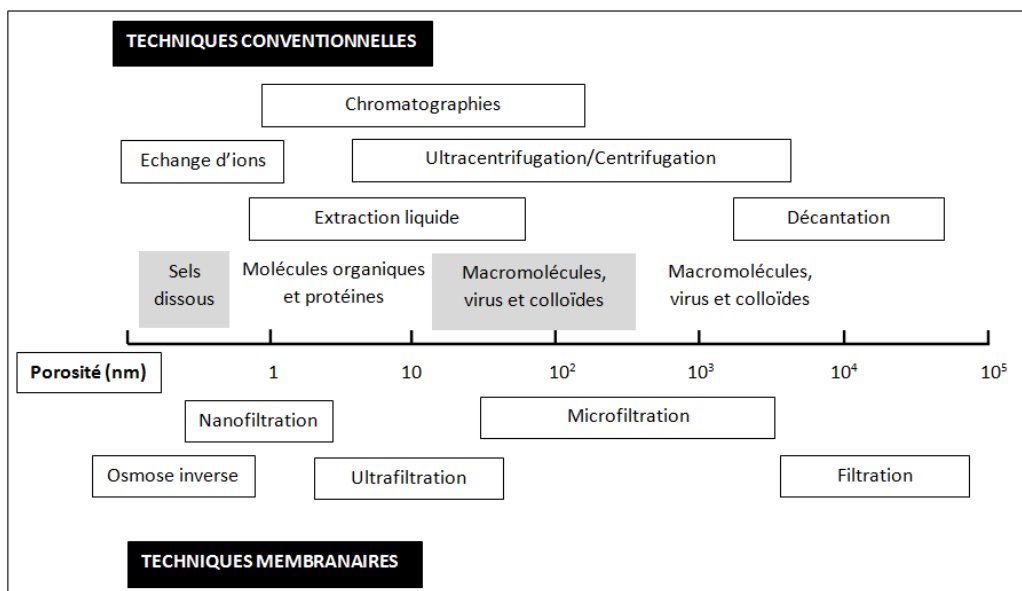 TECHNIQUES CONVENTIONNELLES
Chromatographies
Echange d’ions
Ultracentrifugation/Centrifugation
Extraction liquide
Décantation
Sels
dissous
Molécules organiques
et protéines
Macromolécules,
virus et colloïdes
Macromolécules,
virus et colloïdes
Porosité (nm)
1
10
10²
10³
10⁴
10⁵
Nanofiltration
Microfiltration
Osmose inverse
Ultrafiltration
Filtration
TECHNIQUES MEMBRANAIRES